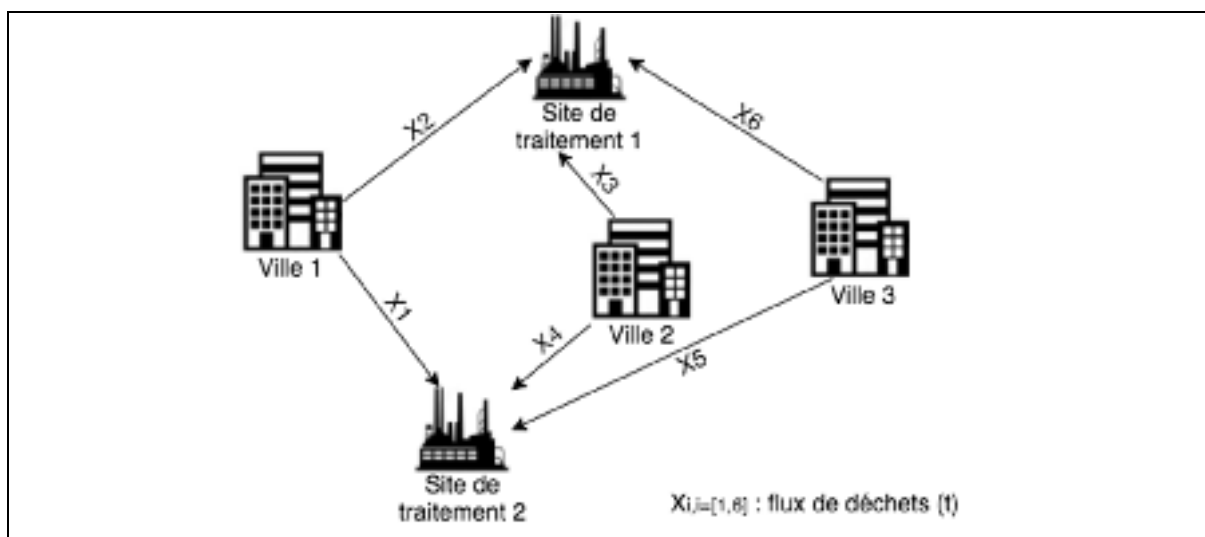 Site de
traitement 1
X2
X6
X3
Ville 1
Ville 3
X1
X4
Ville 2
X5
Site de
traitement 2
Xi,i=[1,6] : flux de déchets (t)